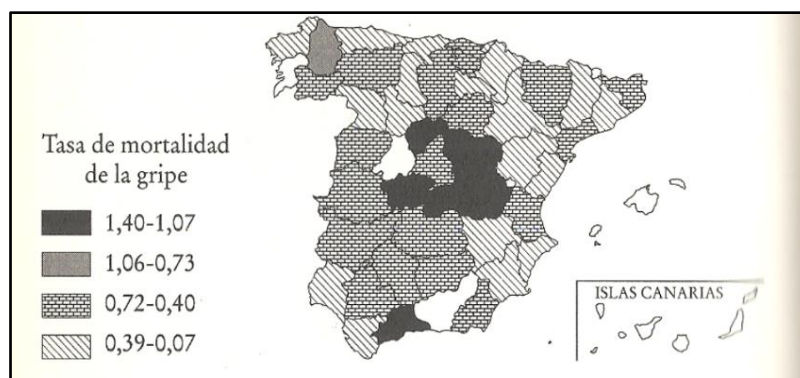 Tasa de mortalidad
de la gripe
1,40-1,07
1,06-0,73
0,72-0,40
0,39-0,07
ISLAS CANARIAS